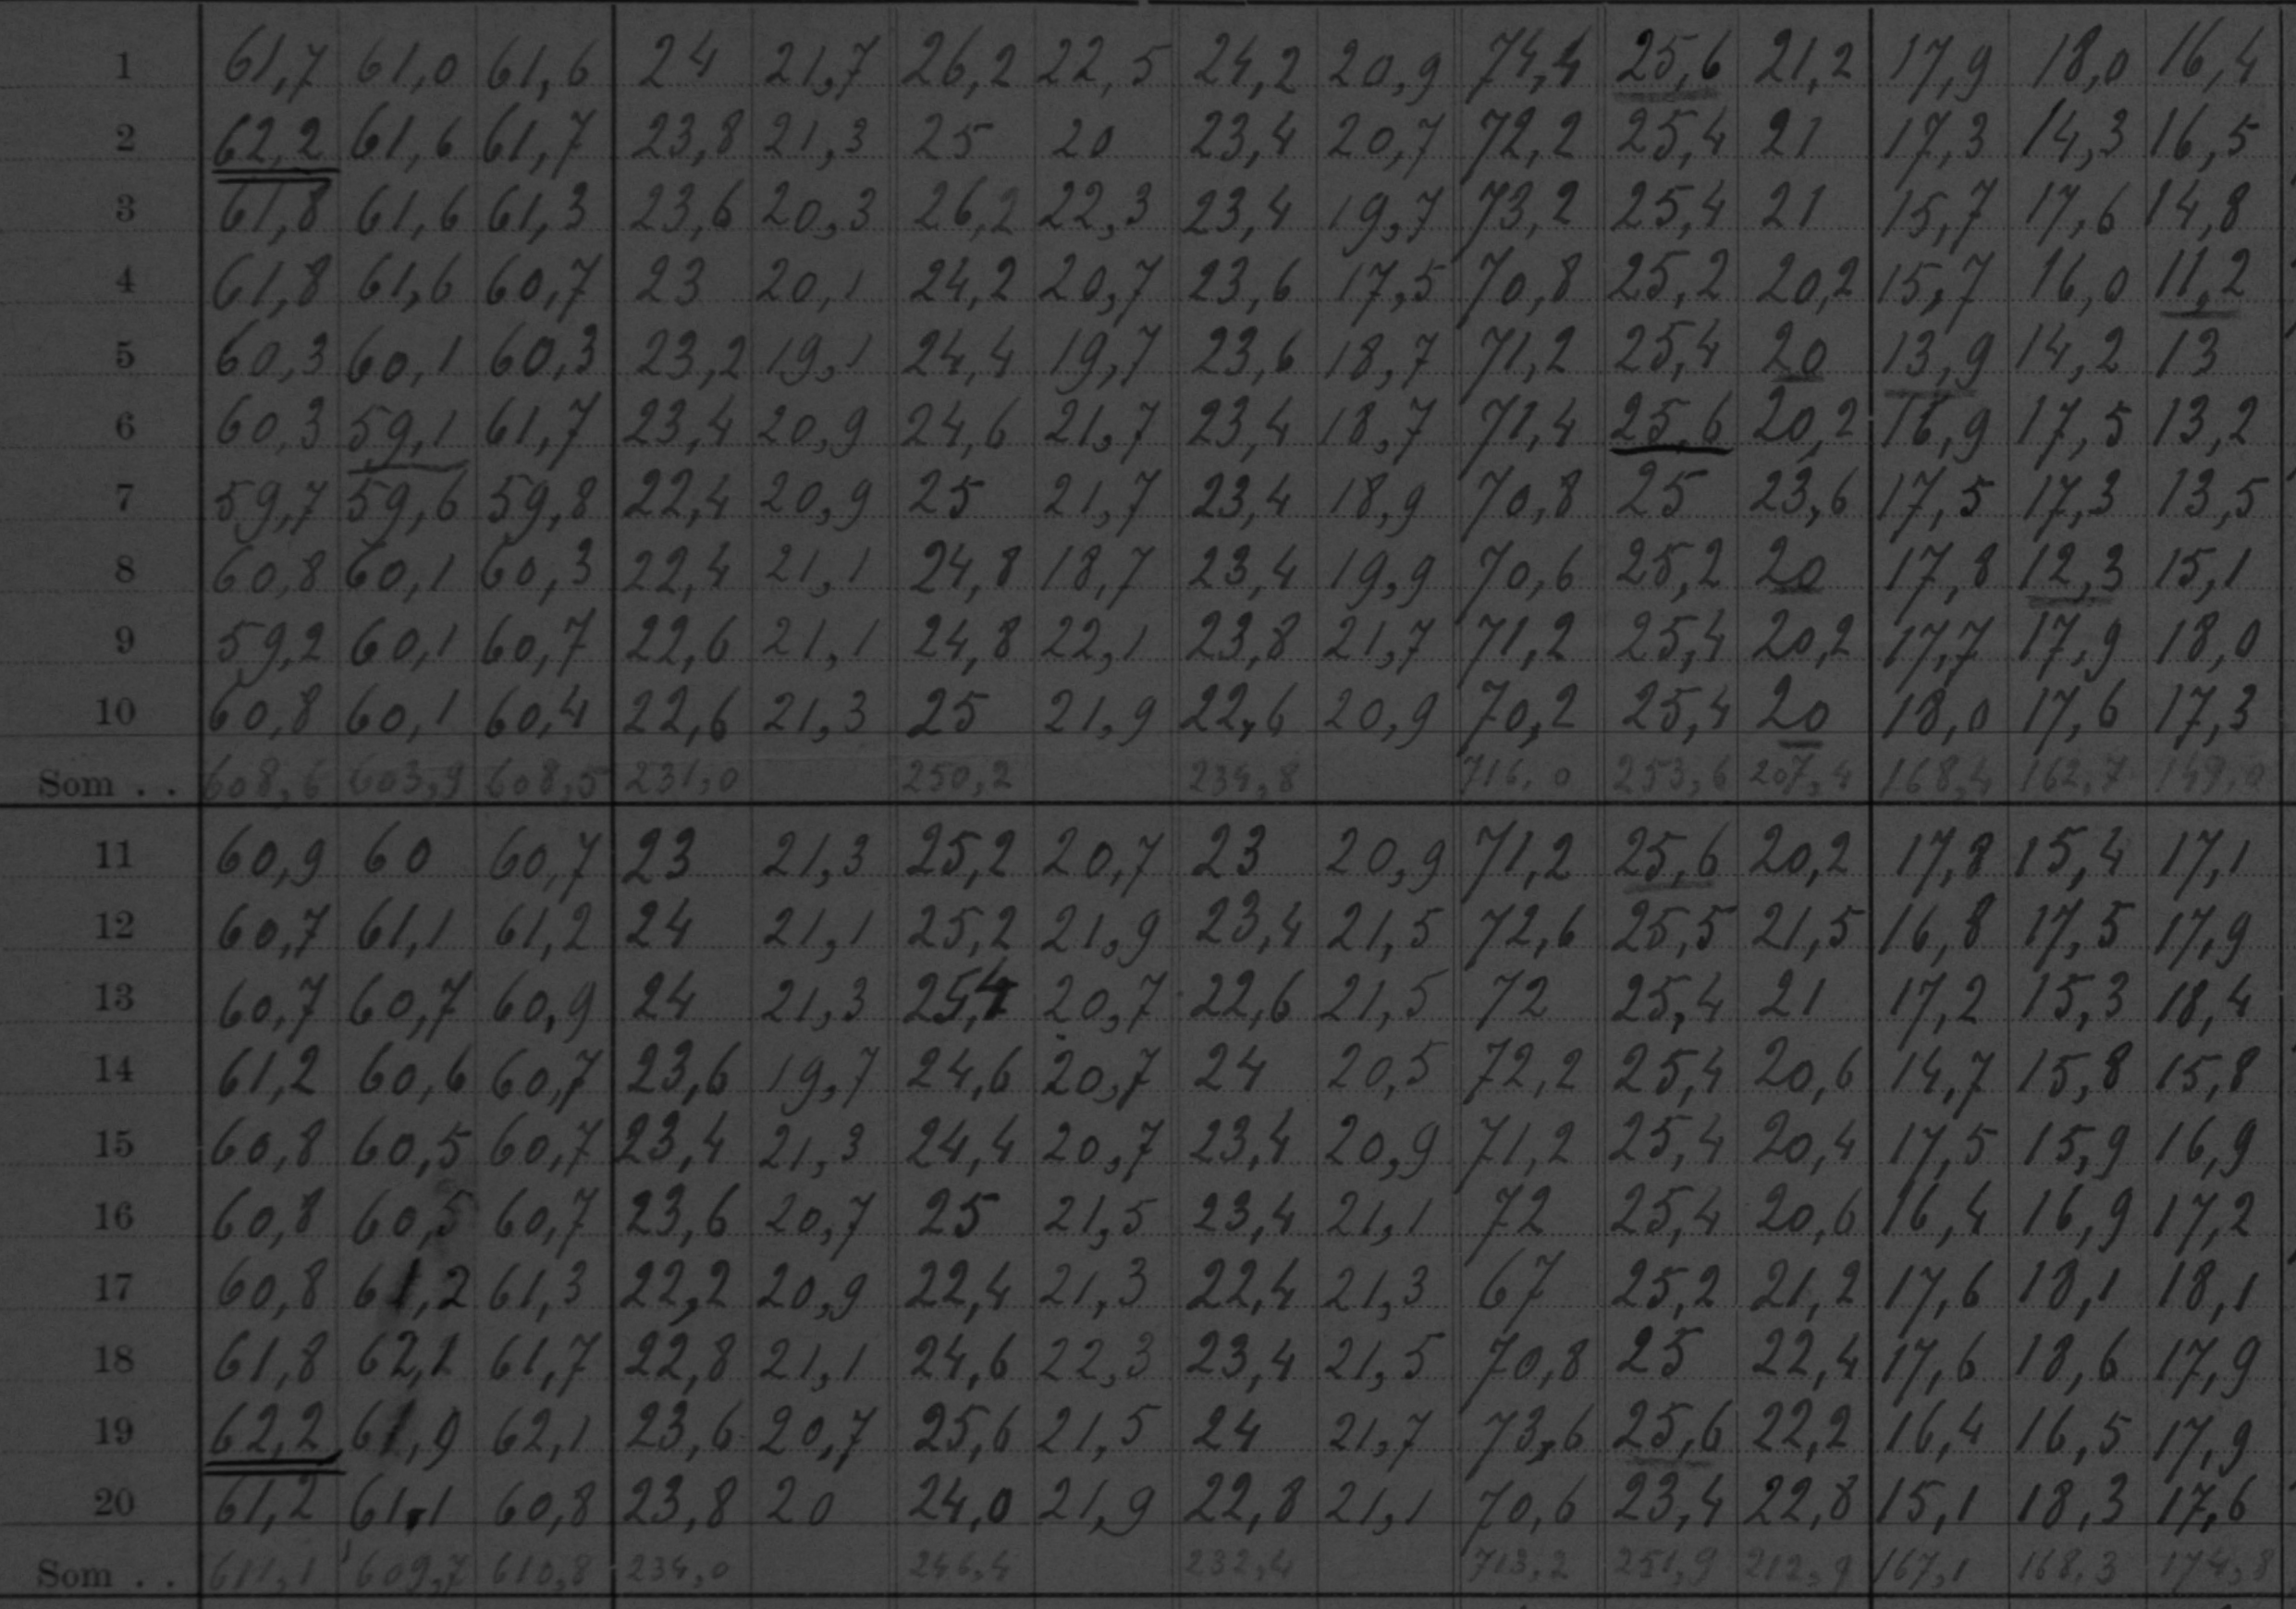 1 61,7 61,0 61,6 24 21,7 26,2 22,5 24,2 20,9 74,4 25,6 21,2 17,9 18,0 16,4
2 62,2 61,6 61,7 23,8 21,3 25 20 23,4 20,7 72,2 25,4 21 17,3 14,3 16,5
3 61,8 61,6 61,3 23,6 20,3 26,2 22,3 23,4 19,7 73,2 25,4 21 15,7 17,6 14,8
4 61,8 61,6 60,7 23 20,1 24,2 20,7 23,6 17,5 70,8 25,2 20,2 15,7 16,0 11,2
5 60,3 60,1 60,3 23,2 19,1 24,4 19,7 23,6 18,7 71,2 25,4 20 13,9 14,2 13
6 60,3 59,1 61,7 23,4 20,9 24,6 21,7 23,4 18,7 71,4 25,6 20,2 16,9 17,5 13,2
7 59,7 59,6 59,8 22,4 20,9 25 21,7 23,4 18,9 70,8 25 23,6 17,5 17,3 13,5
8 60,8 60,1 60,3 22,4 21,1 24,8 18,7 23,4 19,9 70,6 25,2 20 17,8 12,3 15,1
9 59,2 60,1 60,7 22,6 21,1 24,8 22,1 23,8 21,7 71,2 25,4 20,2 17,7 17,9 18,0
10 60,8 60,1 60,4 22,6 21,3 25 21,9 22,6 20,9 70,2 25,4 20 18,0 17,6 17,3
Som . . 608,6 603,9 608,5 231,0 250,2 234,8 716,0 253,6 207,4 168,4 162,7 149,0
11 60,9 60 60,7 23 21,3 25,2 20,7 23 20,9 71,2 25,6 20,2 17,8 15,4 17,1
12 60,7 61,1 61,2 24 21,1 25,2 21,9 23,4 21,5 72,6 25,5 21,5 16,8 17,5 17,9
13 60,7 60,7 60,9 24 21,3 25,4 20,7 22,6 21,5 72 25,4 21 17,2 15,3 18,4
14 61,2 60,6 60,7 23,6 19,7 24,6 20,7 24 20,5 72,2 25,4 20,6 14,7 15,8 15,8
15 60,8 60,5 60,7 23,4 21,3 24,4 20,7 23,4 20,9 71,2 25,4 20,4 17,5 15,9 16,9
16 60,8 60,5 60,7 23,6 20,7 25 21,5 23,4 21,1 72 25,4 20,6 16,4 16,9 17,2
17 60,8 61,2 61,3 22,2 20,9 22,4 21,3 22,4 21,3 67 25,2 21,2 17,6 18,1 18,1
18 61,8 62,1 61,7 22,8 21,1 24,6 22,3 23,4 21,5 70,8 25 22,4 17,6 18,6 17,9
19 62,2 61,9 62,1 23,6 20,7 25,6 21,5 24 21,7 73,6 25,6 22,2 16,4 16,5 17,9
20 61,2 61,1 60,8 23,8 20 24,0 21,9 22,8 21,1 70,6 23,4 22,8 15,1 18,3 17,6
Som . . 611,1 609,7 610,8 234,0 246,4 232,4 713,2 251,9 212,9 167,1 168,3 174,8